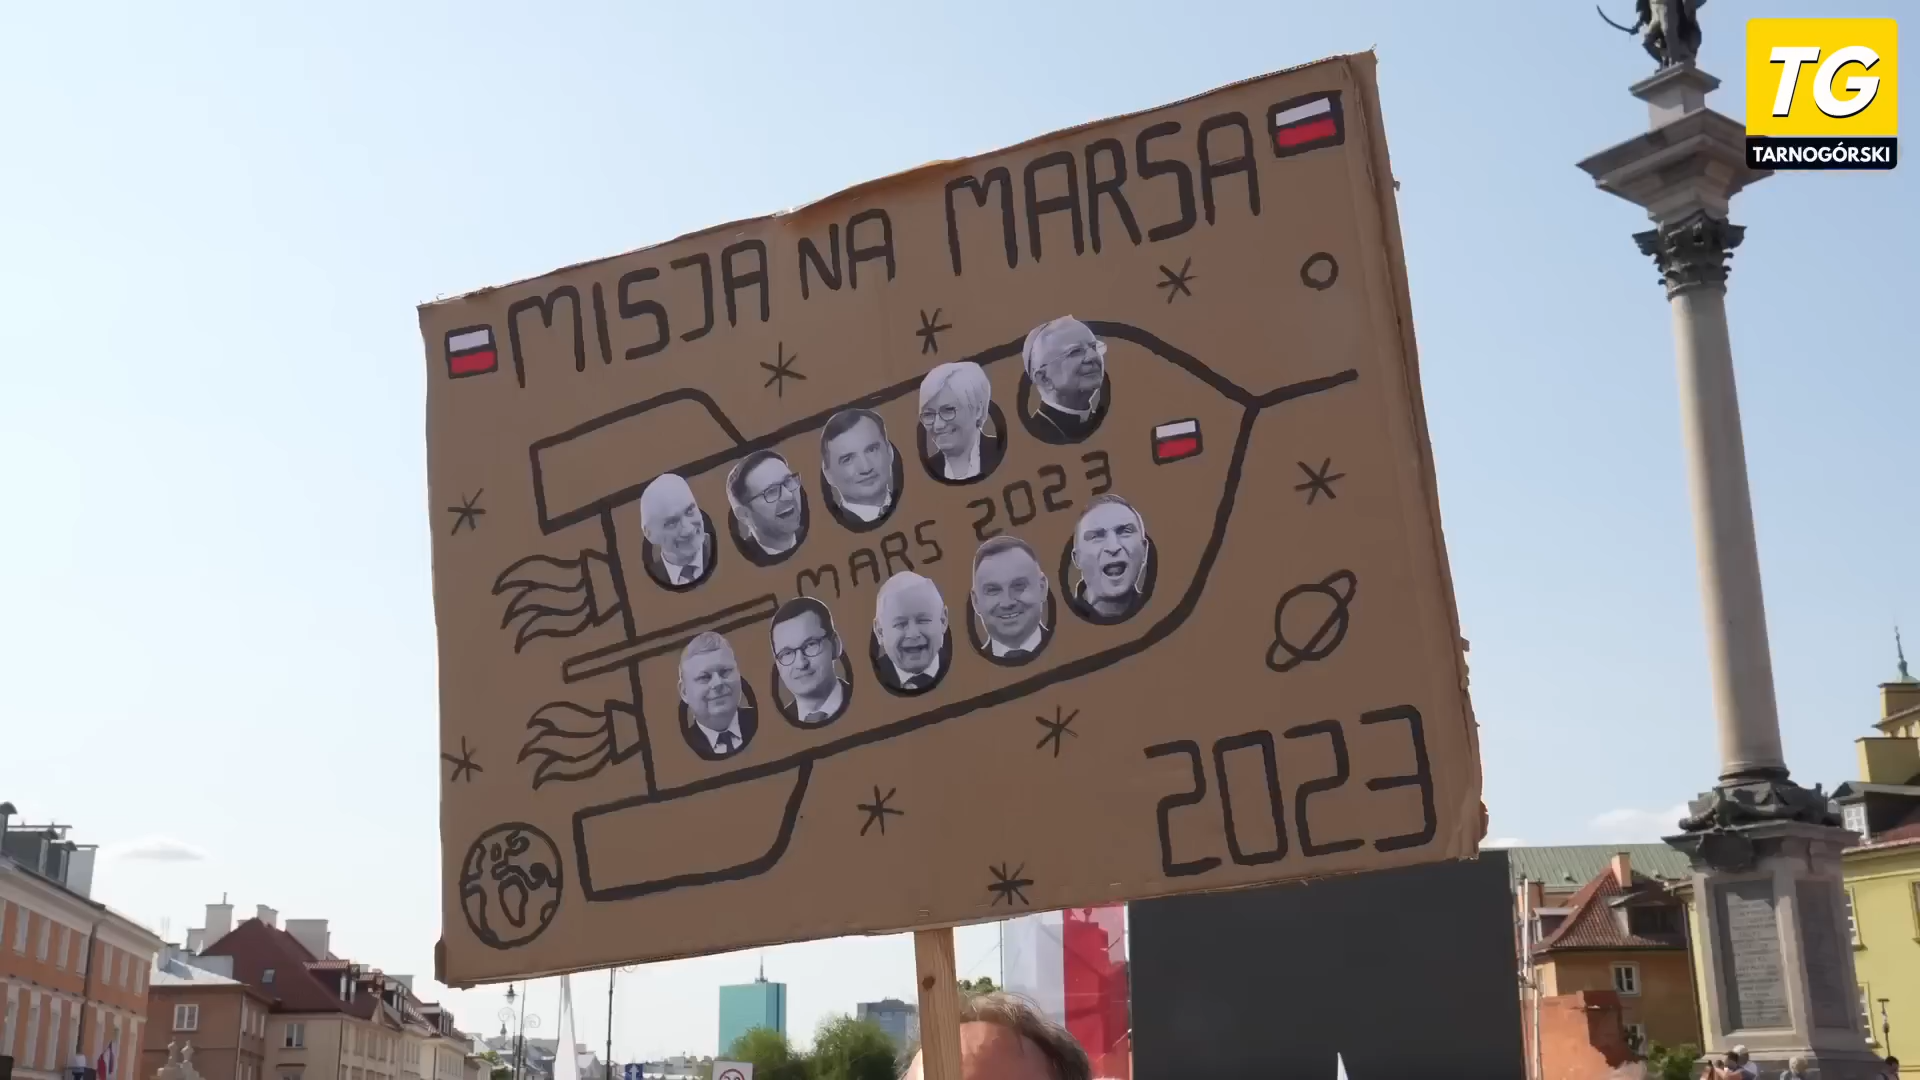 TG
TARNOGÓRSKI
MISJA NA MARSA
MARS 2023
2023